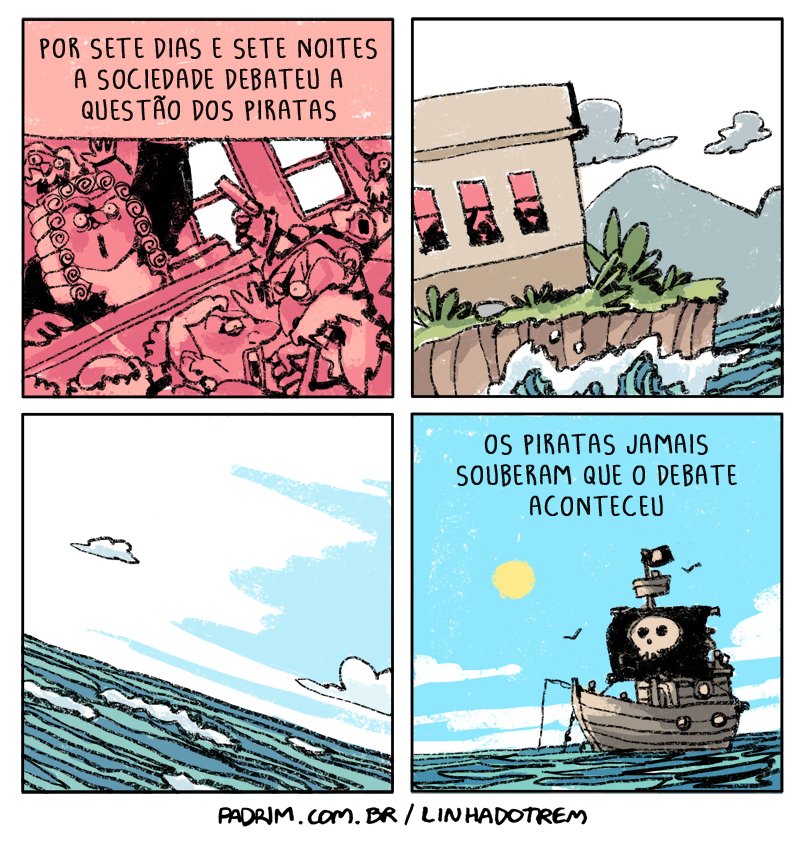 POR SETE DIAS E SETE NOITES
A SOCIEDADE DEBATEU A
QUESTÃO DOS PIRATAS
OS PIRATAS JAMAIS
SOUBERAM QUE O DEBATE
ACONTECEU
PADRIM.COM.BR / LINHADOTREM